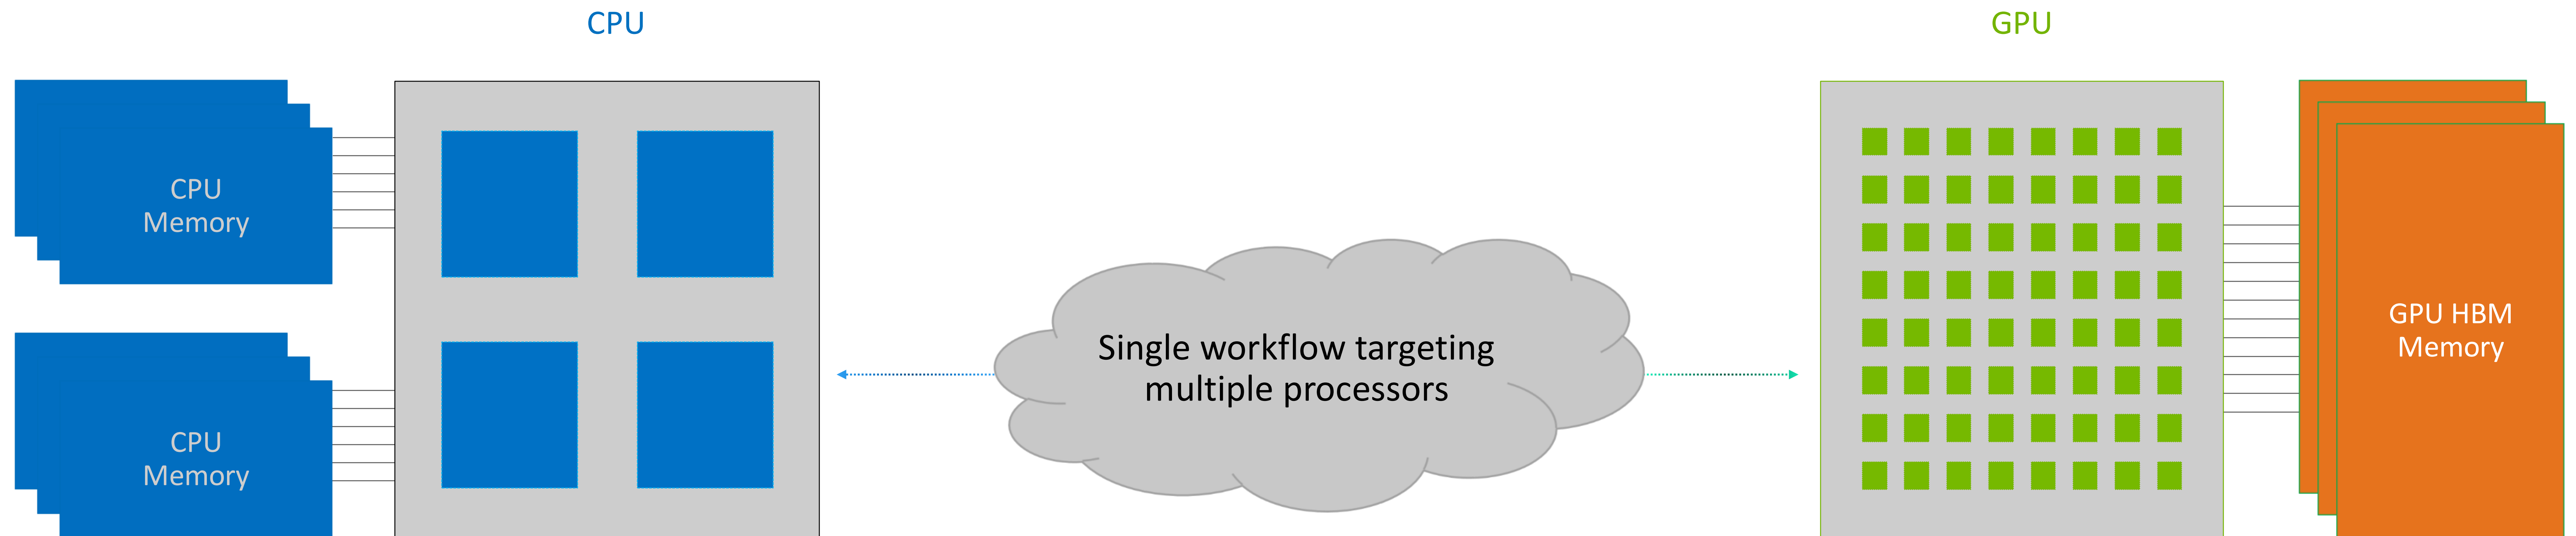 CPU
GPU
CPU
Memory
CPU
Memory
Single workflow targeting
multiple processors
GPU HBM
Memory